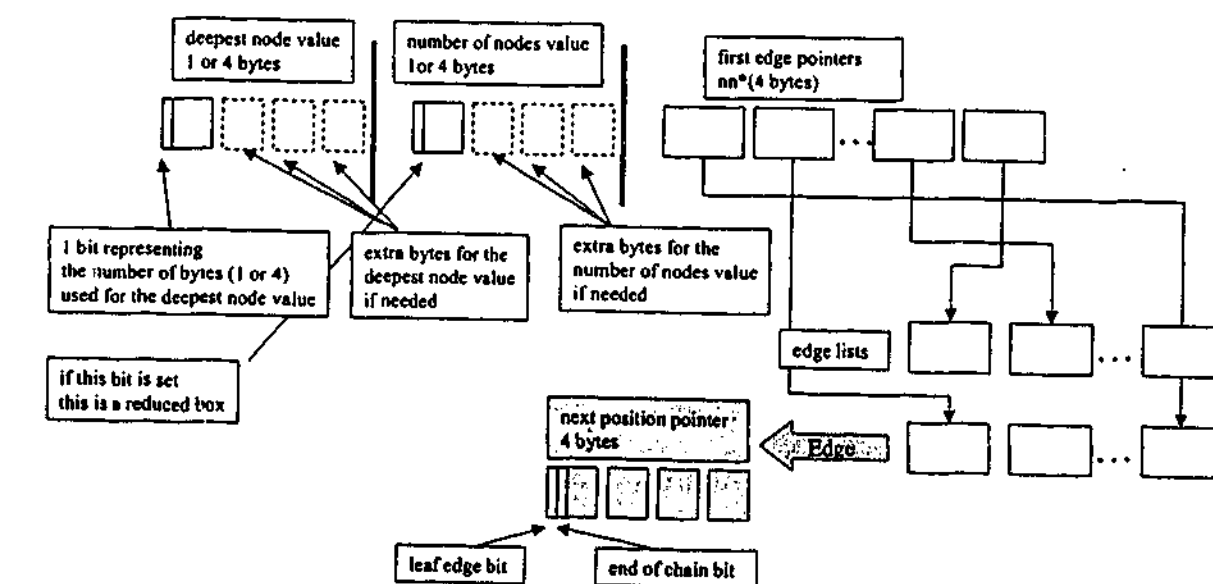 deepest node value
1 or 4 bytes
number of nodes value
1or 4 bytes
first edge pointers
nn*(4 bytes)
1 bit representing
the number of bytes (1 or 4)
used for the deepest node value
extra bytes for the
deepest node value
if needed
extra bytes for the
number of nodes value
if needed
if this bit is set
this is a reduced box
edge lists
next position pointer
4 bytes
Edge
leaf edge bit
end of chain bit